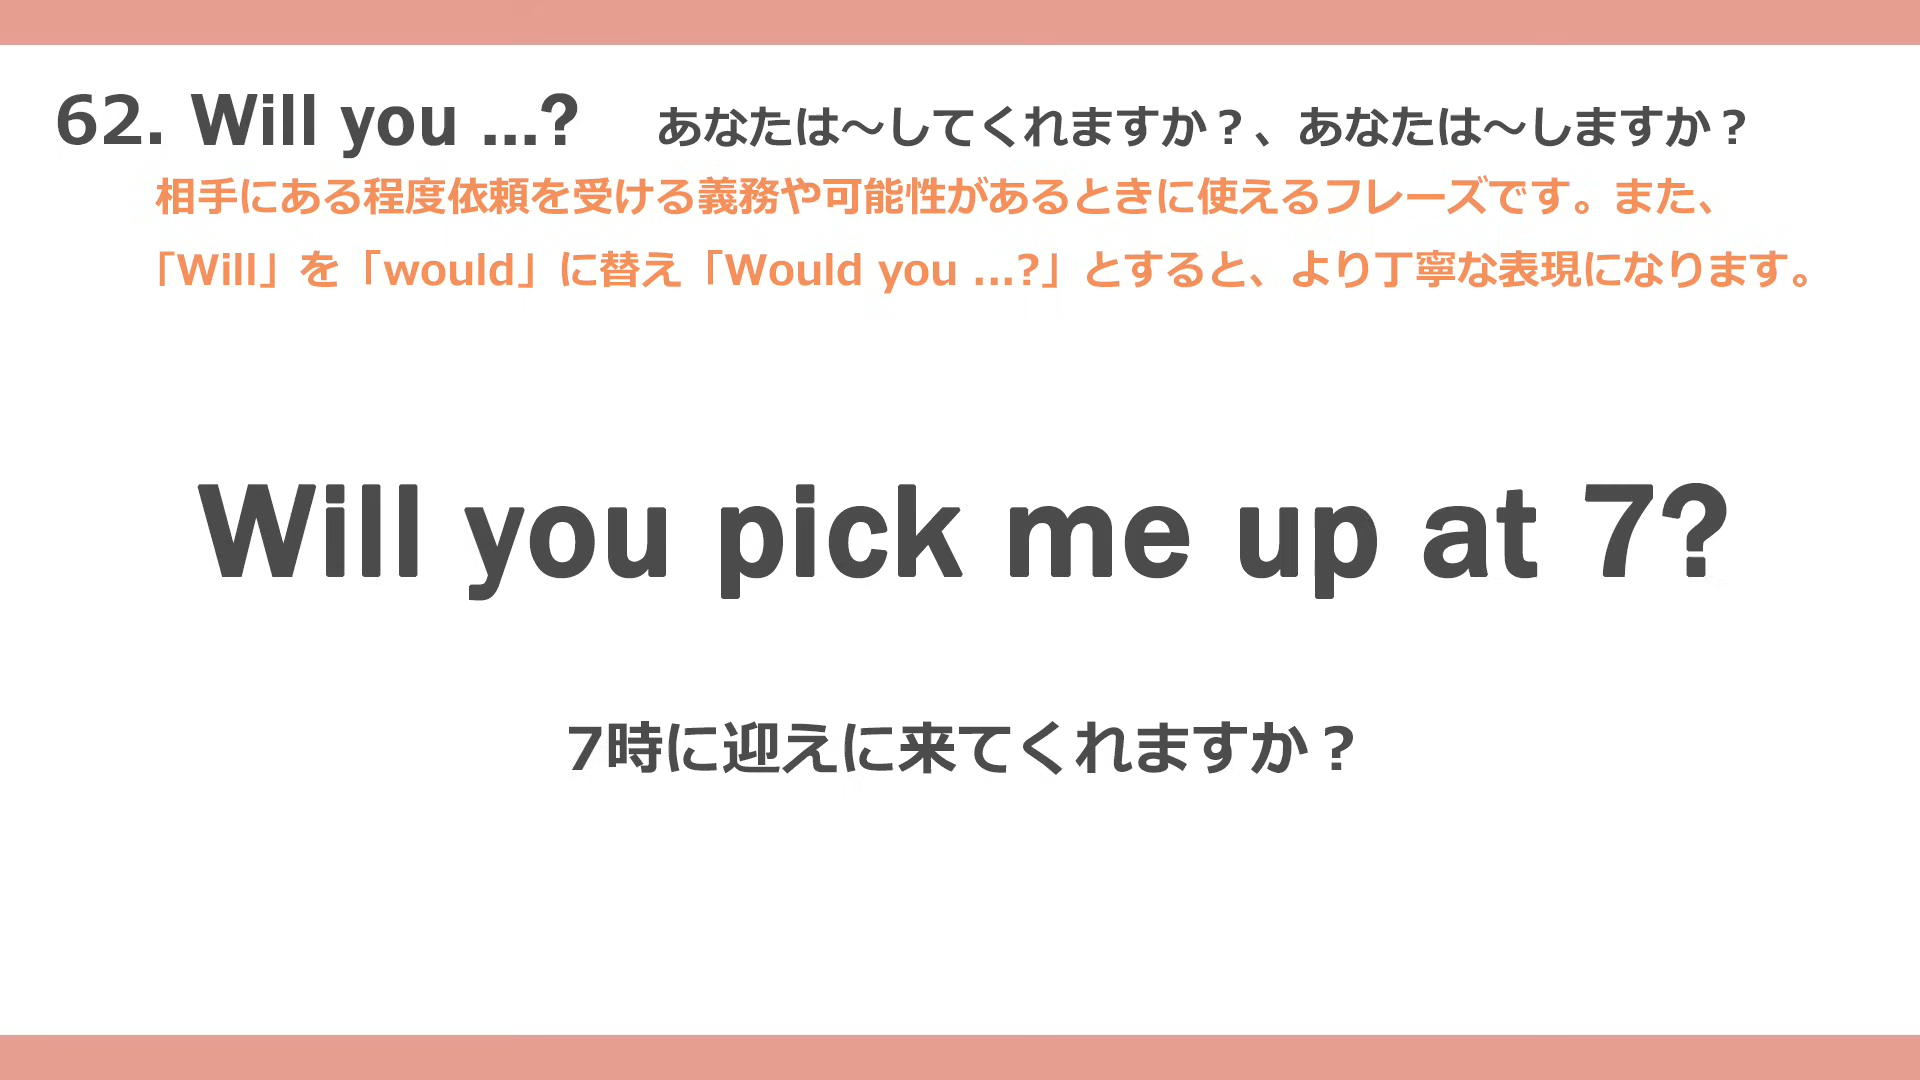 62. Will you ...? あなたは～してくれますか？、あなたは～しますか？
相手にある程度依頼を受ける義務や可能性があるときに使えるフレーズです。また、
「Will」を「would」に替え「Would you ...?」とすると、より丁寧な表現になります。
Will you pick me up at 7?
7時に迎えに来てくれますか？